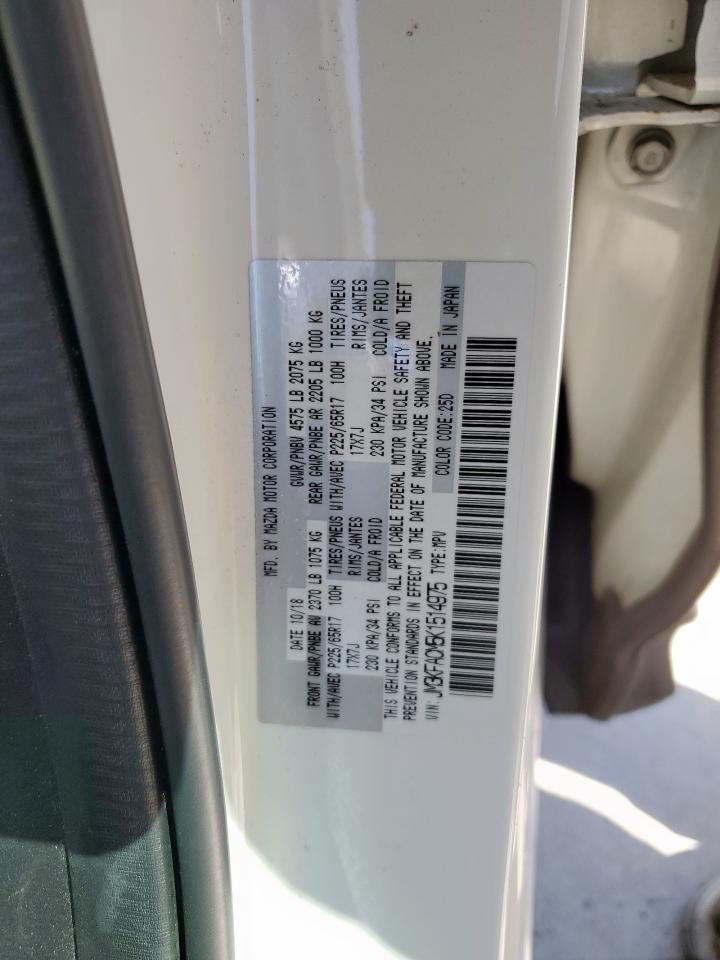 MFD. BY MAZDA MOTOR CORPORATION
DATE 10/18 GVWR/PNBV 4575 LB 2075 KG
FRONT GAWR/PNBE AV 2370 LB 1075 KG REAR GAWR/PNBE AR 2205 LB 1000 KG
WITH/AVEC P225/65R17 100H TIRES/PNEUS WITH/AVEC P225/65R17 100H TIRES/PNEUS
17X7J RIMS/JANTES 17X7J RIMS/JANTES
230 KPA/34 PSI COLD/A FROID 230 KPA/34 PSI COLD/A FROID
THIS VEHICLE CONFORMS TO ALL APPLICABLE FEDERAL MOTOR VEHICLE SAFETY AND THEFT
PREVENTION STANDARDS IN EFFECT ON THE DATE OF MANUFACTURE SHOWN ABOVE.
VIN: JM3KFACM5K1514975 TYPE:MPV COLOR CODE:25D MADE IN JAPAN